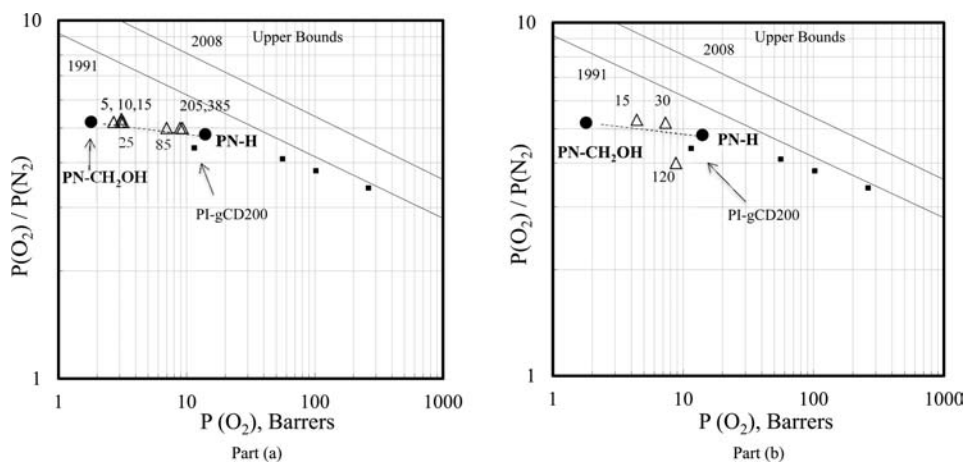 10
Upper Bounds
2008
1991
5, 10,15
205,385
25
85
PN-H
PN-CH₂OH
PI-gCD200
P(O₂) / P(N₂)
1
1
10
100
1000
P (O₂), Barrers
Part (a)
10
Upper Bounds
2008
1991
15
30
PN-H
PN-CH₂OH
120
PI-gCD200
P(O₂) / P(N₂)
1
1
10
100
1000
P (O₂), Barrers
Part (b)